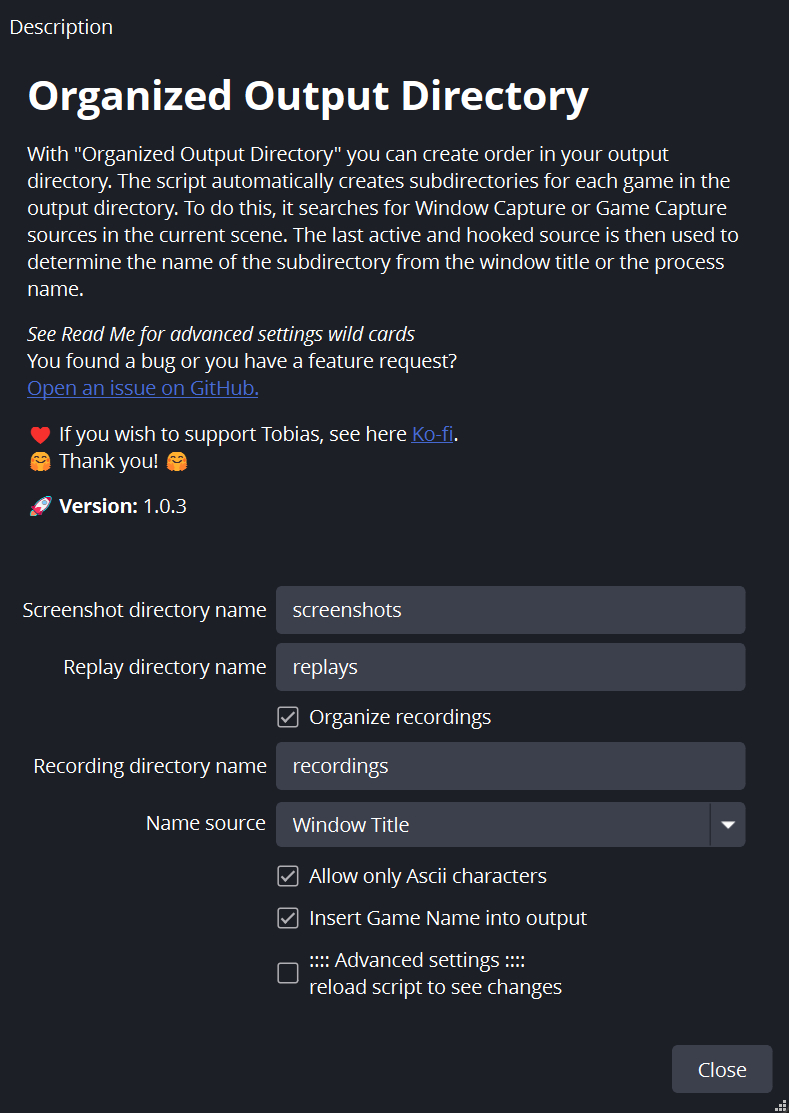 Description
Organized Output Directory
With "Organized Output Directory" you can create order in your output
directory. The script automatically creates subdirectories for each game in the
output directory. To do this, it searches for Window Capture or Game Capture
sources in the current scene. The last active and hooked source is then used to
determine the name of the subdirectory from the window title or the process
name.
See Read Me for advanced settings wild cards
You found a bug or you have a feature request?
Open an issue on GitHub.
❤️ If you wish to support Tobias, see here Ko-fi.
🤗 Thank you! 🤗
🚀 Version: 1.0.3
Screenshot directory name screenshots
Replay directory name replays
Organize recordings
Recording directory name recordings
Name source Window Title
Allow only Ascii characters
Insert Game Name into output
:::: Advanced settings ::::
reload script to see changes
Close